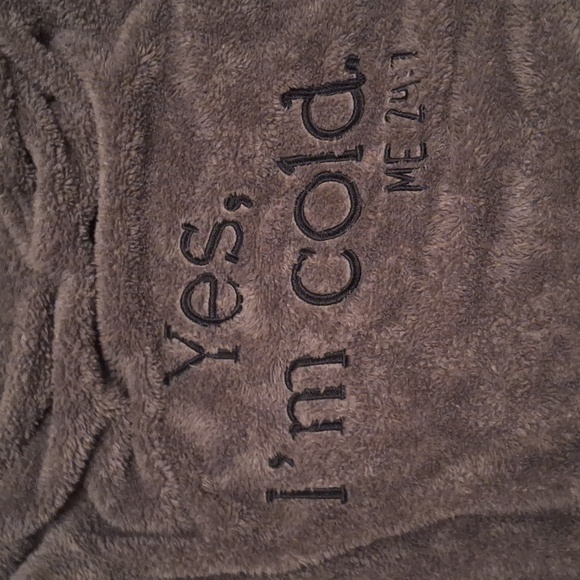 Yes,
I'm cold.
ME 24:7